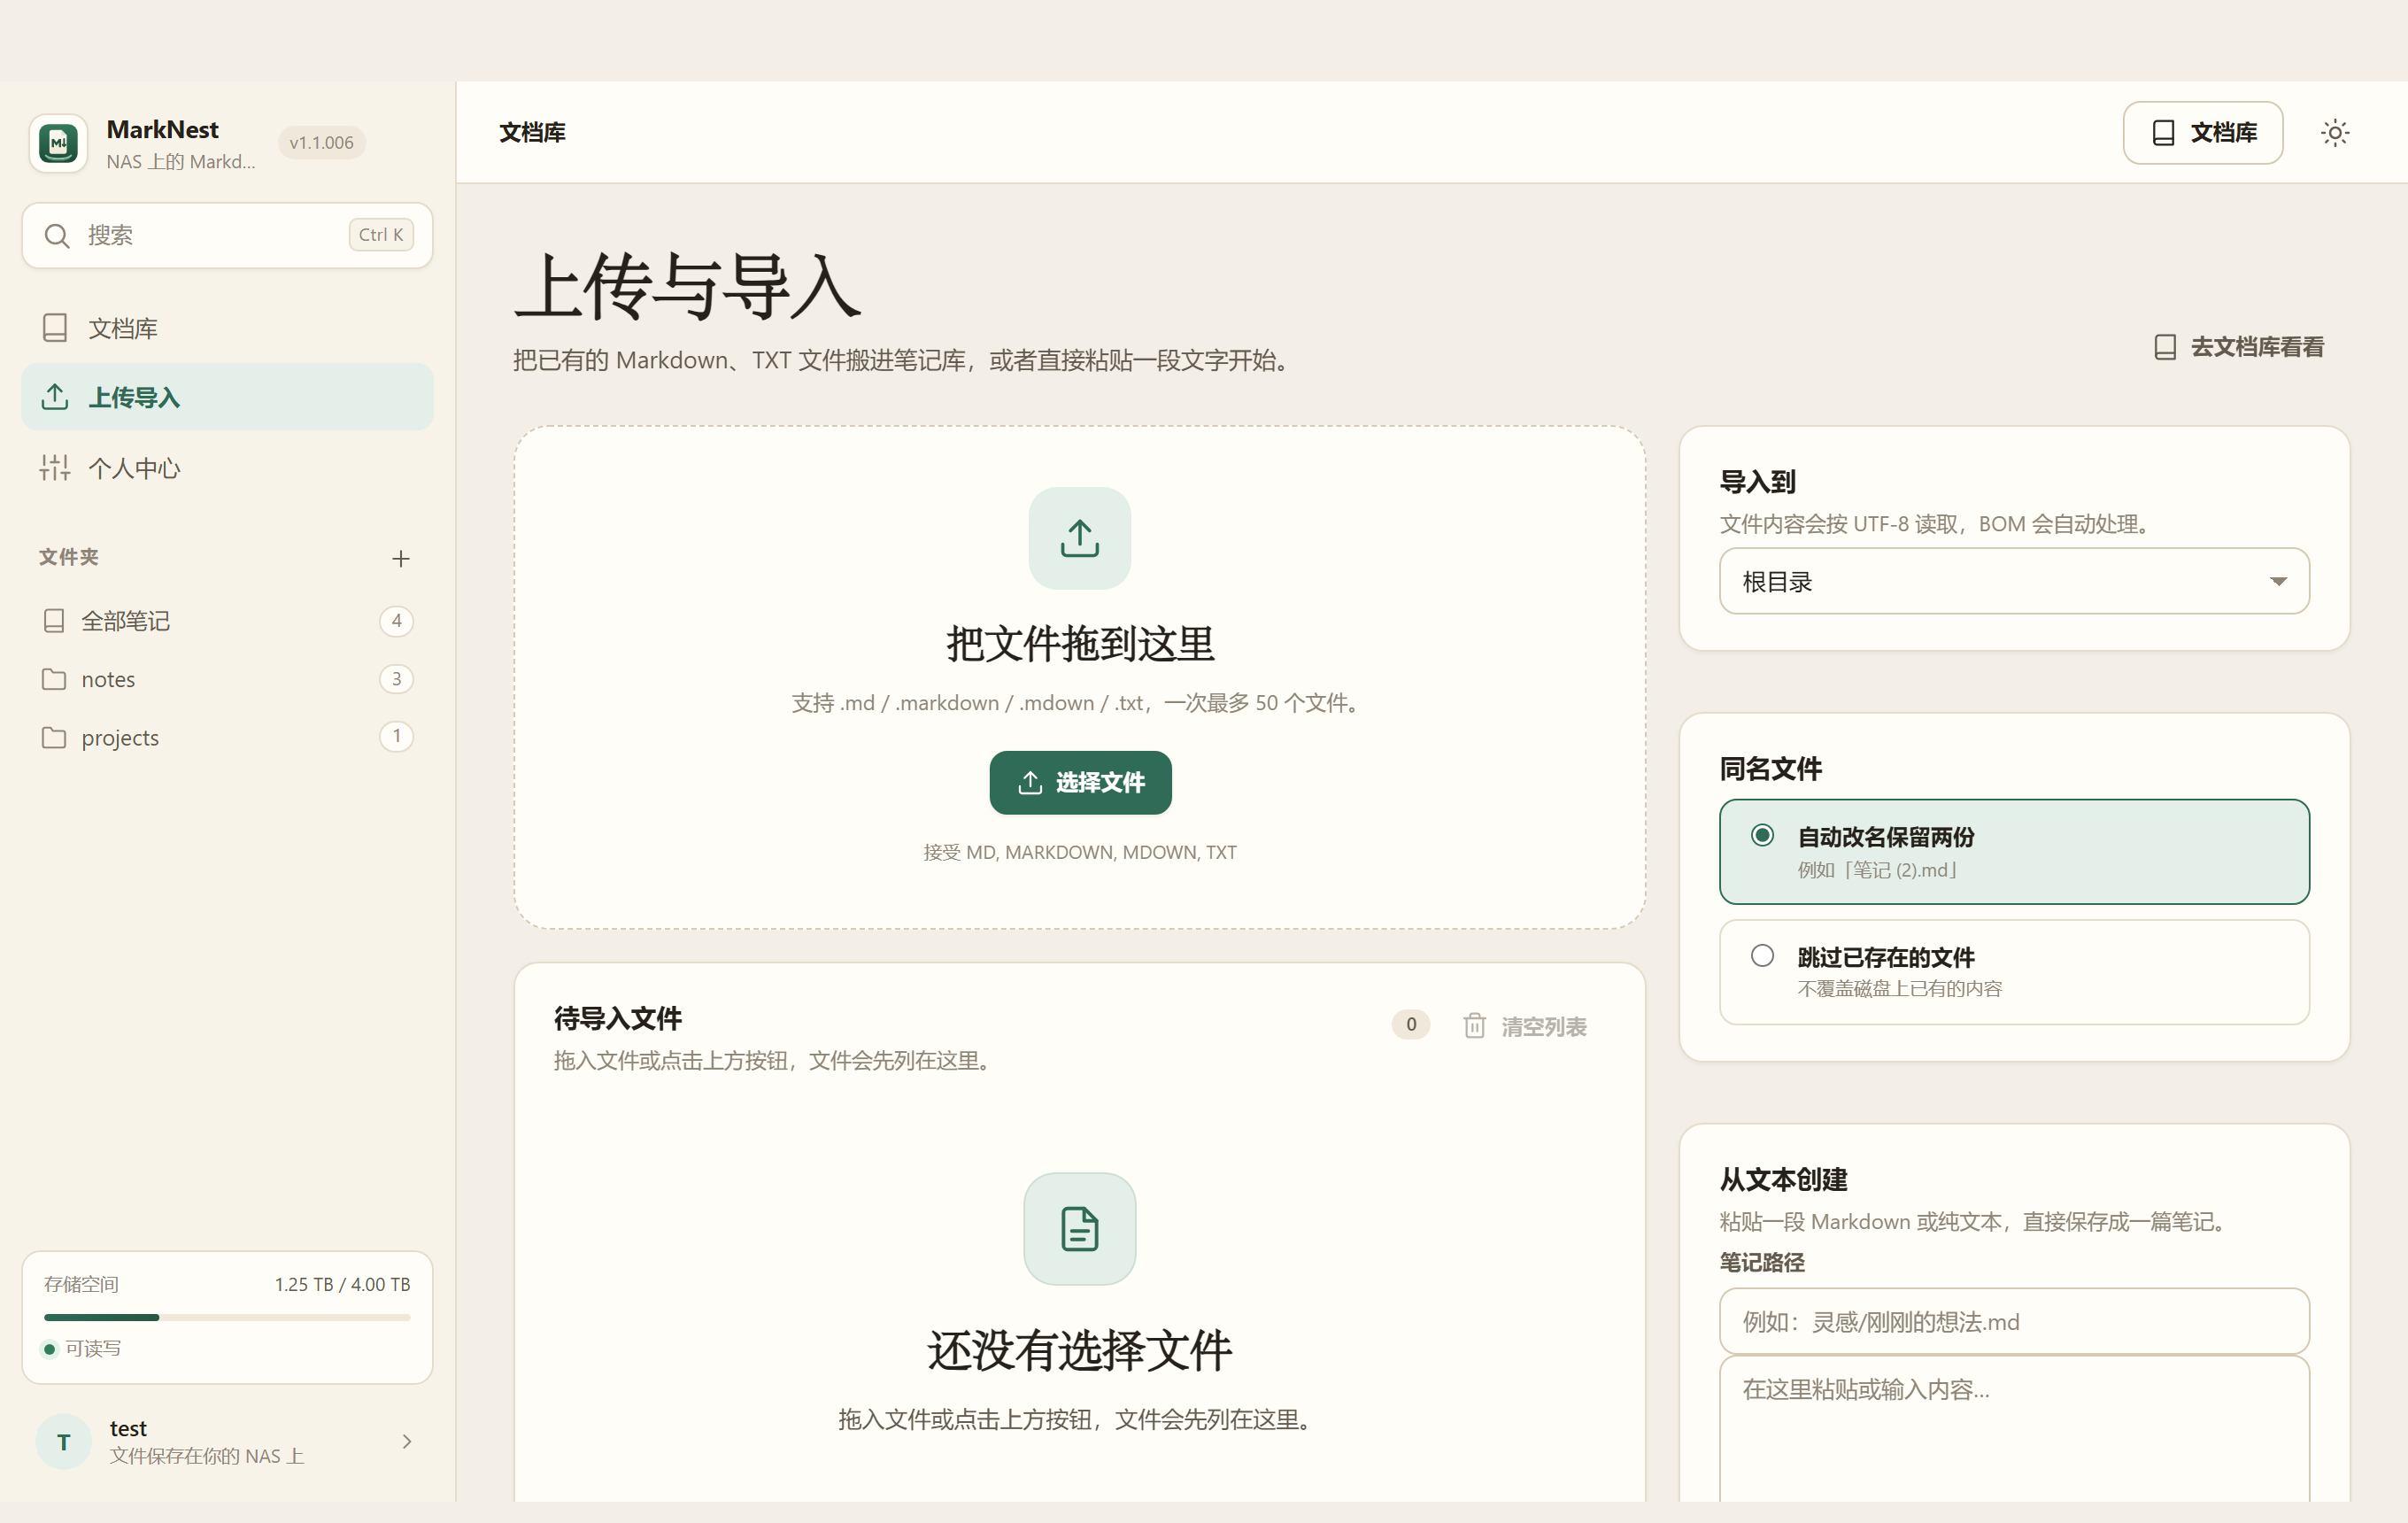 MarkNest
NAS 上的 Markd...
v1.1.006
搜索
Ctrl K
文档库
上传导入
个人中心
文件夹
全部笔记
4
notes
3
projects
1
存储空间
1.25 TB / 4.00 TB
可读写
T
test
文件保存在你的 NAS 上
文档库
文档库
上传与导入
把已有的 Markdown、TXT 文件搬进笔记库，或者直接粘贴一段文字开始。
去文档库看看
把文件拖到这里
支持 .md / .markdown / .mdown / .txt，一次最多 50 个文件。
选择文件
接受 MD, MARKDOWN, MDOWN, TXT
待导入文件
拖入文件或点击上方按钮，文件会先列在这里。
0
清空列表
还没有选择文件
拖入文件或点击上方按钮，文件会先列在这里。
导入到
文件内容会按 UTF-8 读取，BOM 会自动处理。
根目录
同名文件
自动改名保留两份
例如「笔记 (2).md」
跳过已存在的文件
不覆盖磁盘上已有的内容
从文本创建
粘贴一段 Markdown 或纯文本，直接保存成一篇笔记。
笔记路径
例如：灵感/刚刚的想法.md
在这里粘贴或输入内容...